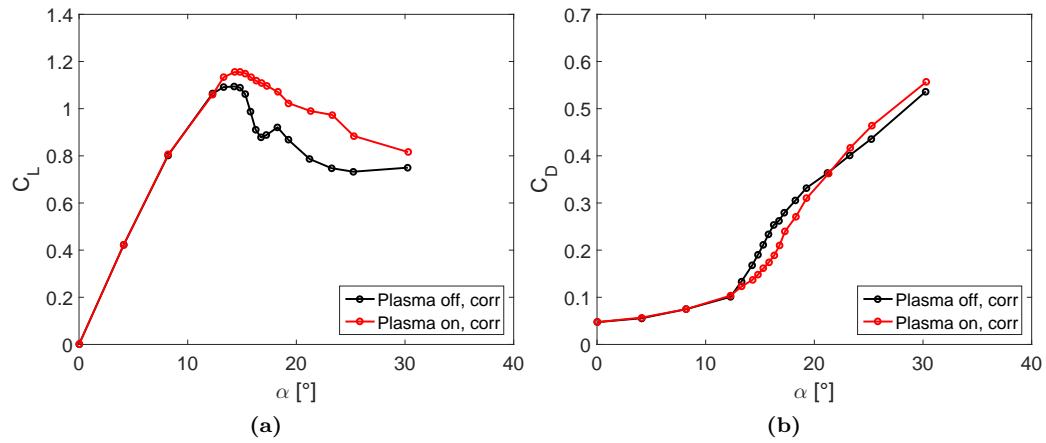 1.4
1.2
1
0.8
0.6
0.4
0.2
0
C_L
0 10 20 30 40
α [°]
Plasma off, corr
Plasma on, corr
(a)
0.7
0.6
0.5
0.4
0.3
0.2
0.1
0
C_D
0 10 20 30 40
α [°]
Plasma off, corr
Plasma on, corr
(b)